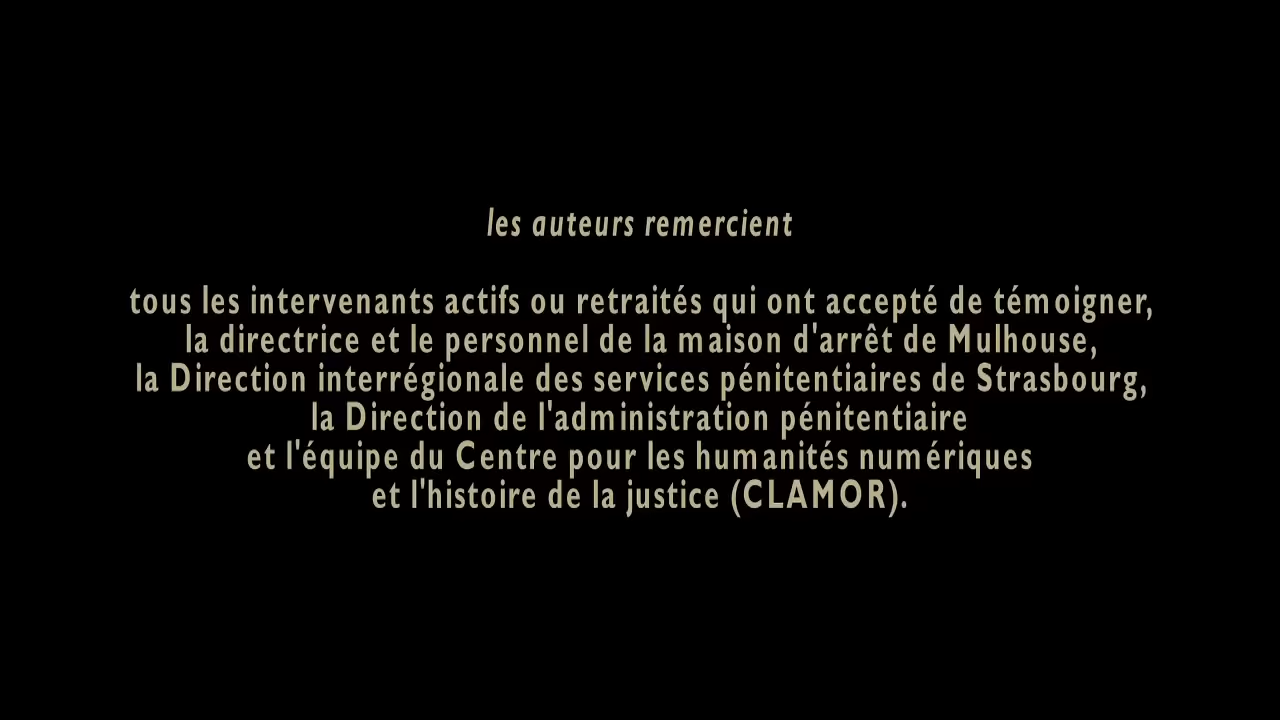 les auteurs remercient
tous les intervenants actifs ou retraités qui ont accepté de témoigner,
la directrice et le personnel de la maison d'arrêt de Mulhouse,
la Direction interrégionale des services pénitentiaires de Strasbourg,
la Direction de l'administration pénitentiaire
et l'équipe du Centre pour les humanités numériques
et l'histoire de la justice (CLAMOR).